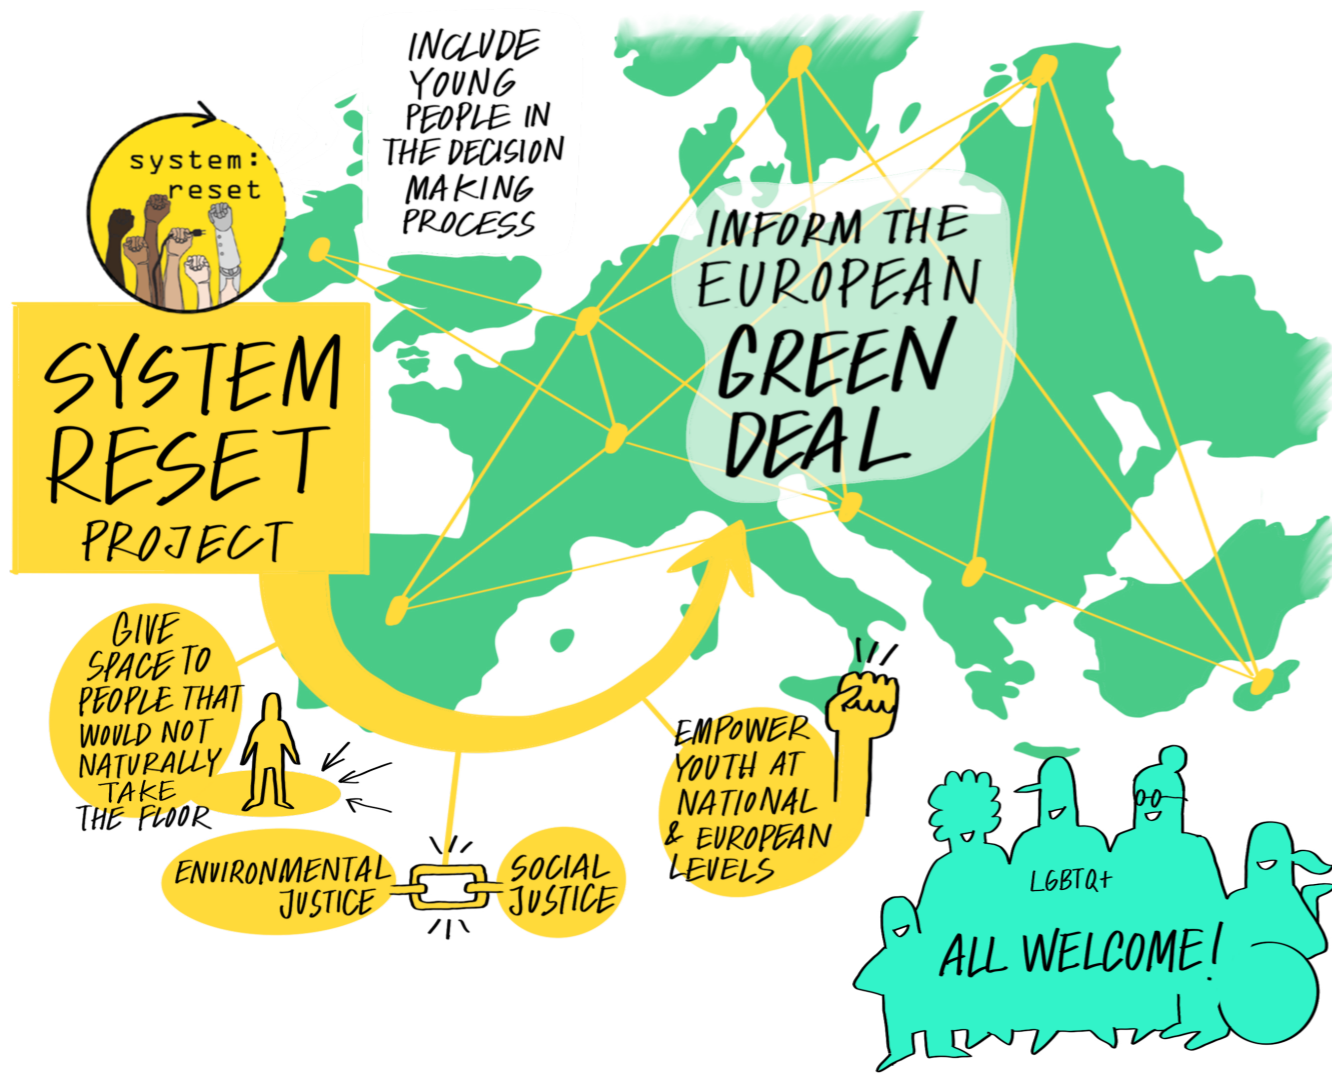 INCLUDE
YOUNG
PEOPLE IN
THE DECISION
MAKING
PROCESS
system:
reset
SYSTEM
RESET
PROJECT
INFORM THE
EUROPEAN
GREEN
DEAL
GIVE
SPACE TO
PEOPLE THAT
WOULD NOT
NATURALLY
TAKE
THE FLOOR
ENVIRONMENTAL
JUSTICE
SOCIAL
JUSTICE
EMPOWER
YOUTH AT
NATIONAL
& EUROPEAN
LEVELS
LGBTQ+
ALL WELCOME!